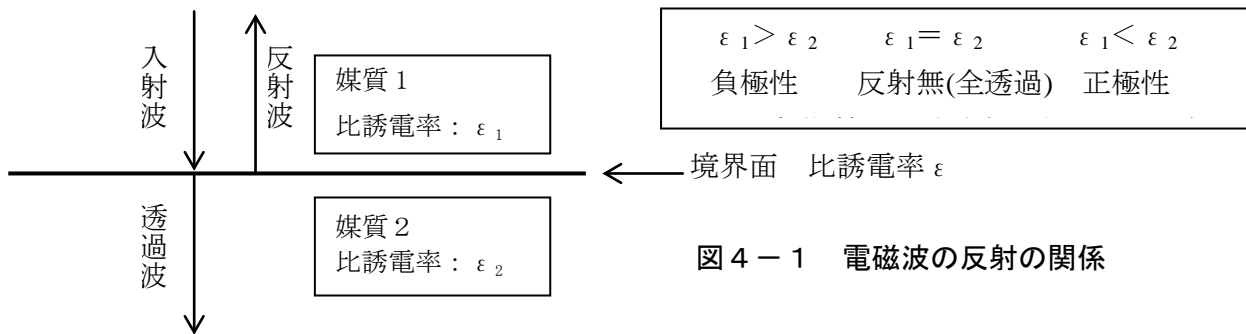 入射波
反射波
媒質１
比誘電率：ε₁
ε₁＞ε₂　ε₁＝ε₂　ε₁＜ε₂
負極性　反射無(全透過)　正極性
境界面　比誘電率ε
透過波
媒質２
比誘電率：ε₂
図４－１　電磁波の反射の関係